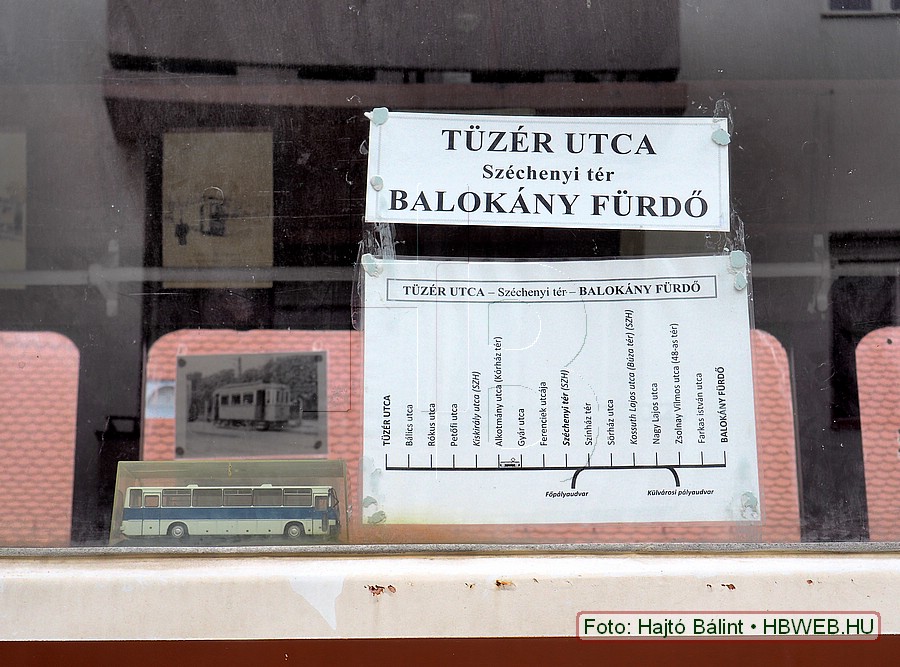 TÜZÉR UTCA
Széchenyi tér
BALOKÁNY FÜRDŐ
TÜZÉR UTCA – Széchenyi tér – BALOKÁNY FÜRDŐ
TÜZÉR UTCA
Bálics utca
Rókus utca
Petőfi utca
Kiskirály utca (SZH)
Alkotmány utca (Kórház tér)
Gyár utca
Ferenciek utcája
Széchenyi tér (SZH)
Színház tér
Sörház utca
Kossuth Lajos utca (Búza tér) (SZH)
Nagy Lajos utca
Zsolnay Vilmos utca (48-as tér)
Farkas István utca
BALOKÁNY FÜRDŐ
Főpályaudvar
Külvárosi pályaudvar
Foto: Hajtó Bálint • HBWEB.HU